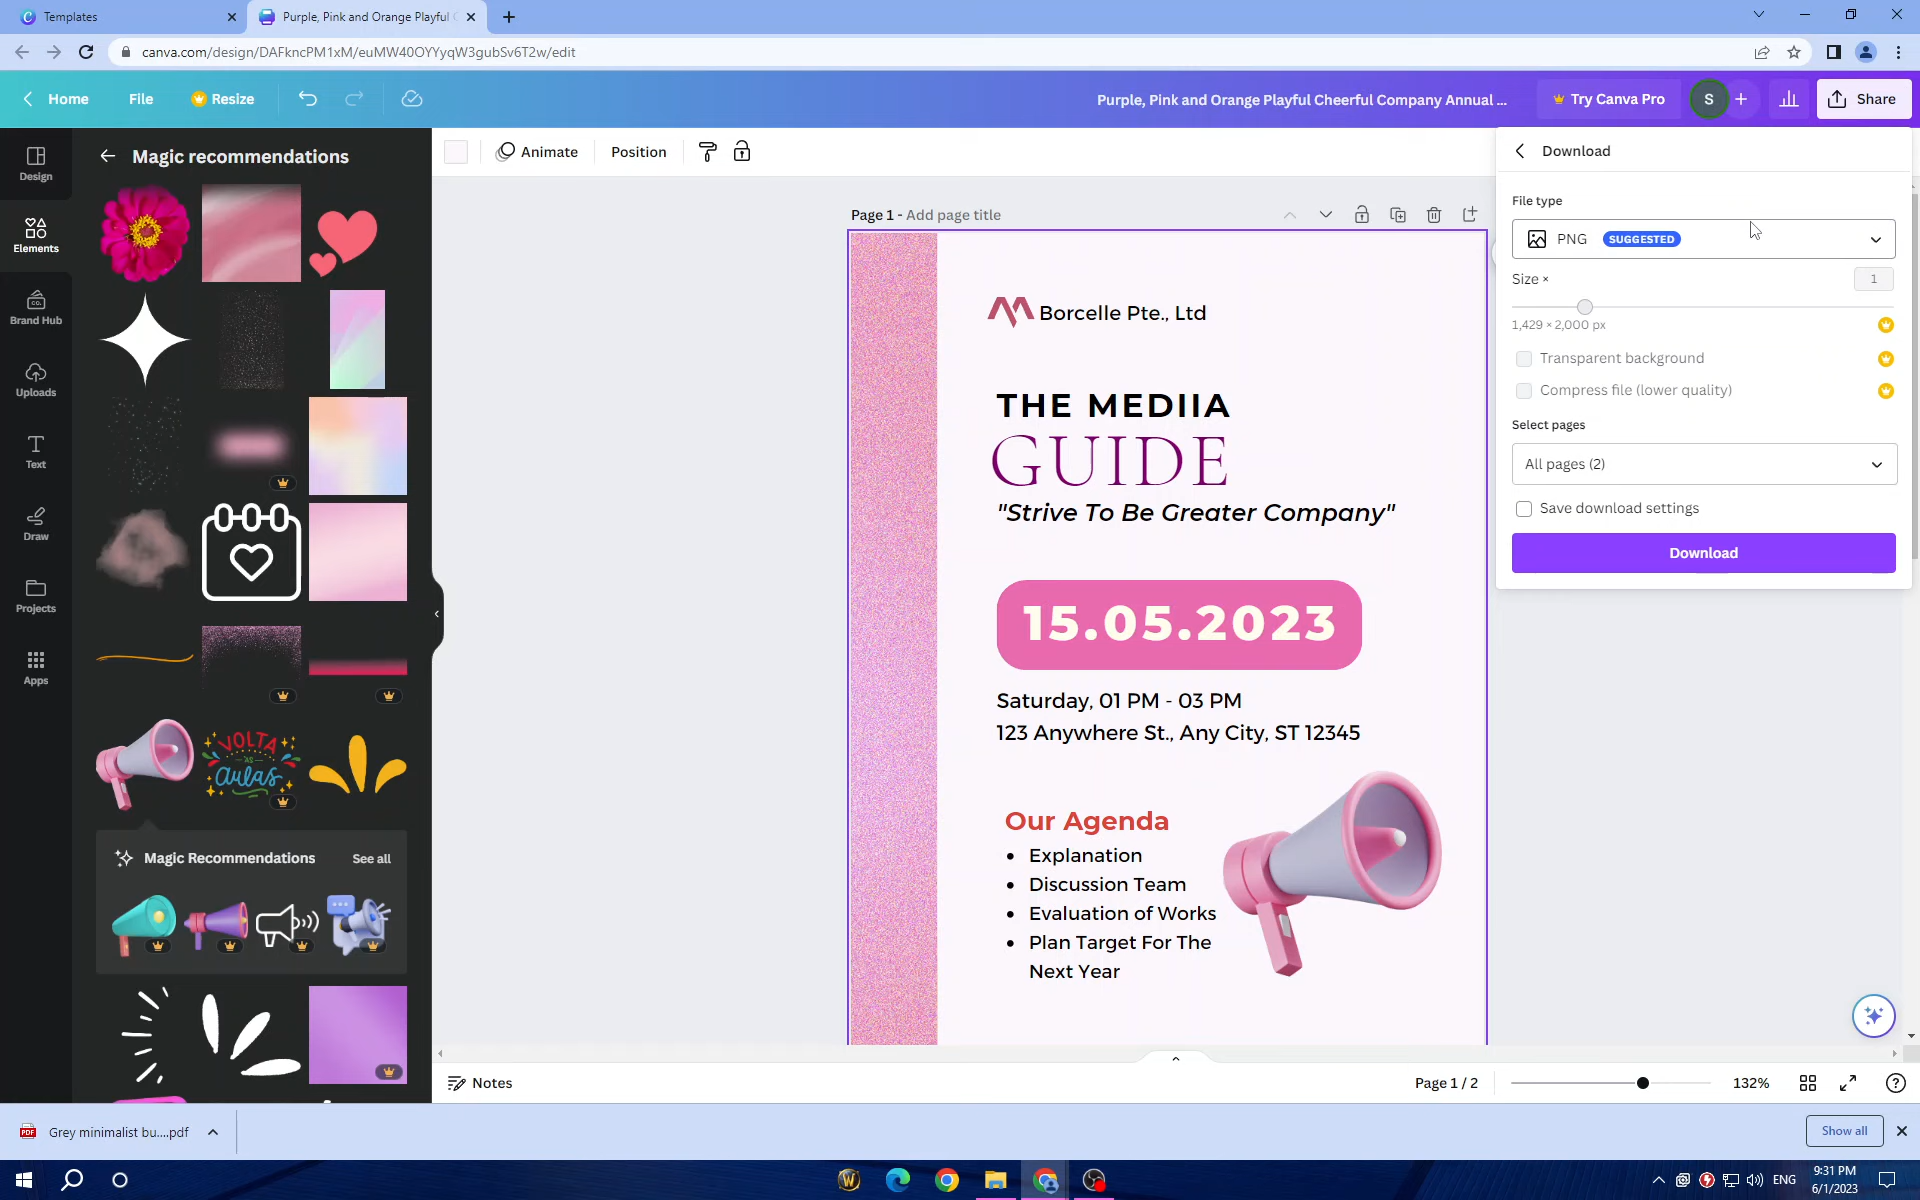 Templates
Purple, Pink and Orange Playful C
canva.com/design/DAFkncPM1xM/euMW40OYYyqW3gubSv6T2w/edit
Home
File
Resize
Purple, Pink and Orange Playful Cheerful Company Annual ...
Try Canva Pro
S
Share
Design
Elements
CO.
Brand Hub
Uploads
Text
Draw
Projects
Apps
Magic recommendations
VOLTA
AS
aulas
Magic Recommendations
See all
Animate
Position
Page 1 - Add page title
Borcelle Pte., Ltd
THE MEDIIA
GUIDE
"Strive To Be Greater Company"
15.05.2023
Saturday, 01 PM - 03 PM
123 Anywhere St., Any City, ST 12345
Our Agenda
• Explanation
• Discussion Team
• Evaluation of Works
• Plan Target For The
Next Year
Download
File type
PNG SUGGESTED
Size ×
1
1,429 × 2,000 px
Transparent background
Compress file (lower quality)
Select pages
All pages (2)
Save download settings
Download
Notes
Page 1 / 2
132%
PDF
Grey minimalist bu....pdf
Show all
ENG
9:31 PM
6/1/2023